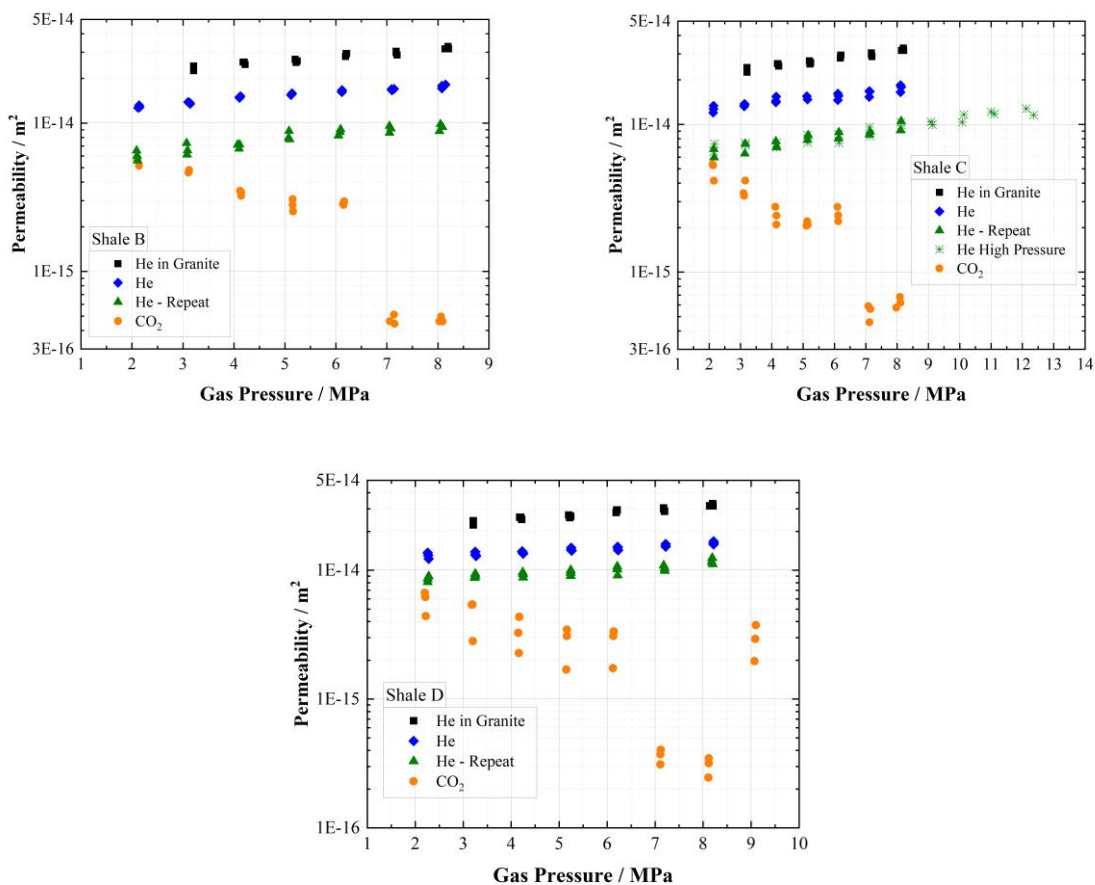 5E-14
1E-14
1E-15
3E-16
Permeability / m²
Shale B
He in Granite
He
He - Repeat
CO₂
1 2 3 4 5 6 7 8 9
Gas Pressure / MPa
5E-14
1E-14
1E-15
3E-16
Permeability / m²
Shale C
He in Granite
He
He - Repeat
He High Pressure
CO₂
1 2 3 4 5 6 7 8 9 10 11 12 13 14
Gas Pressure / MPa
5E-14
1E-14
1E-15
1E-16
Permeability / m²
Shale D
He in Granite
He
He - Repeat
CO₂
1 2 3 4 5 6 7 8 9 10
Gas Pressure / MPa